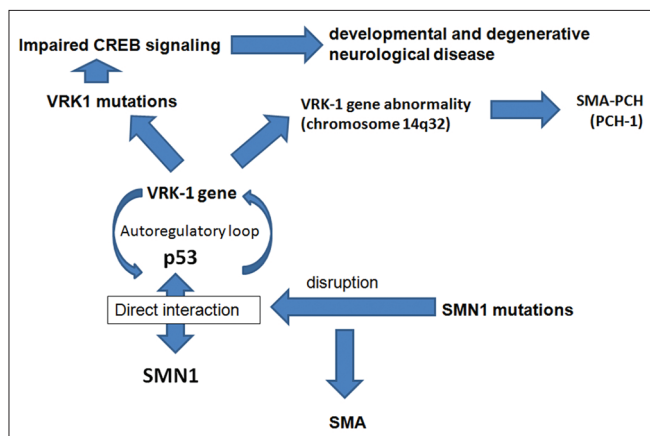 Impaired CREB signaling
developmental and degenerative
neurological disease
VRK1 mutations
VRK-1 gene abnormality
(chromosome 14q32)
SMA-PCH
(PCH-1)
VRK-1 gene
Autoregulatory loop
p53
disruption
Direct interaction
SMN1 mutations
SMN1
SMA